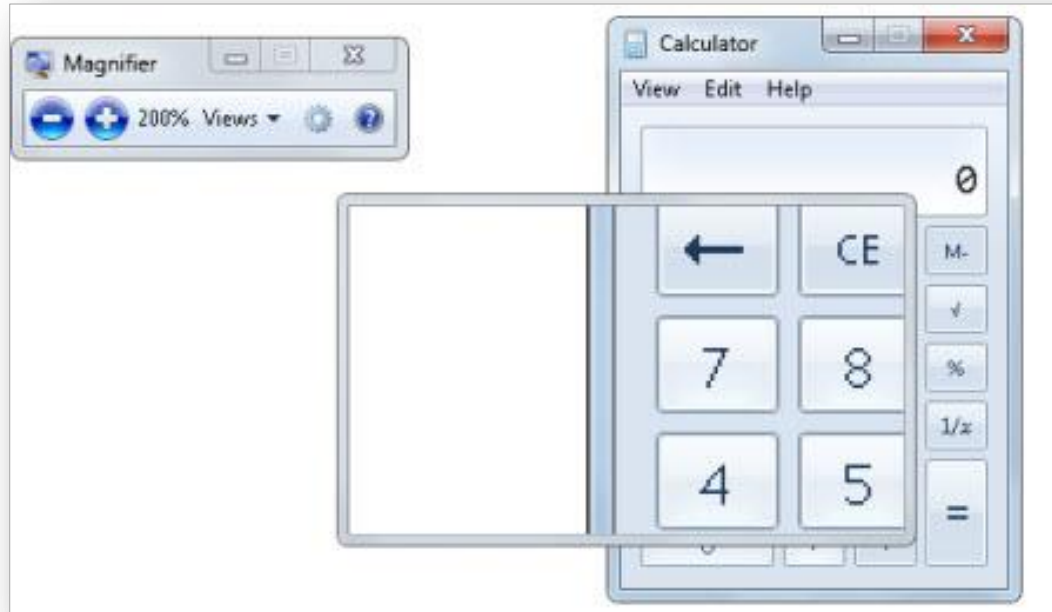 Magnifier
200% Views
Calculator
View Edit Help
0
← CE M-
√
7 8 %
1/x
4 5 =